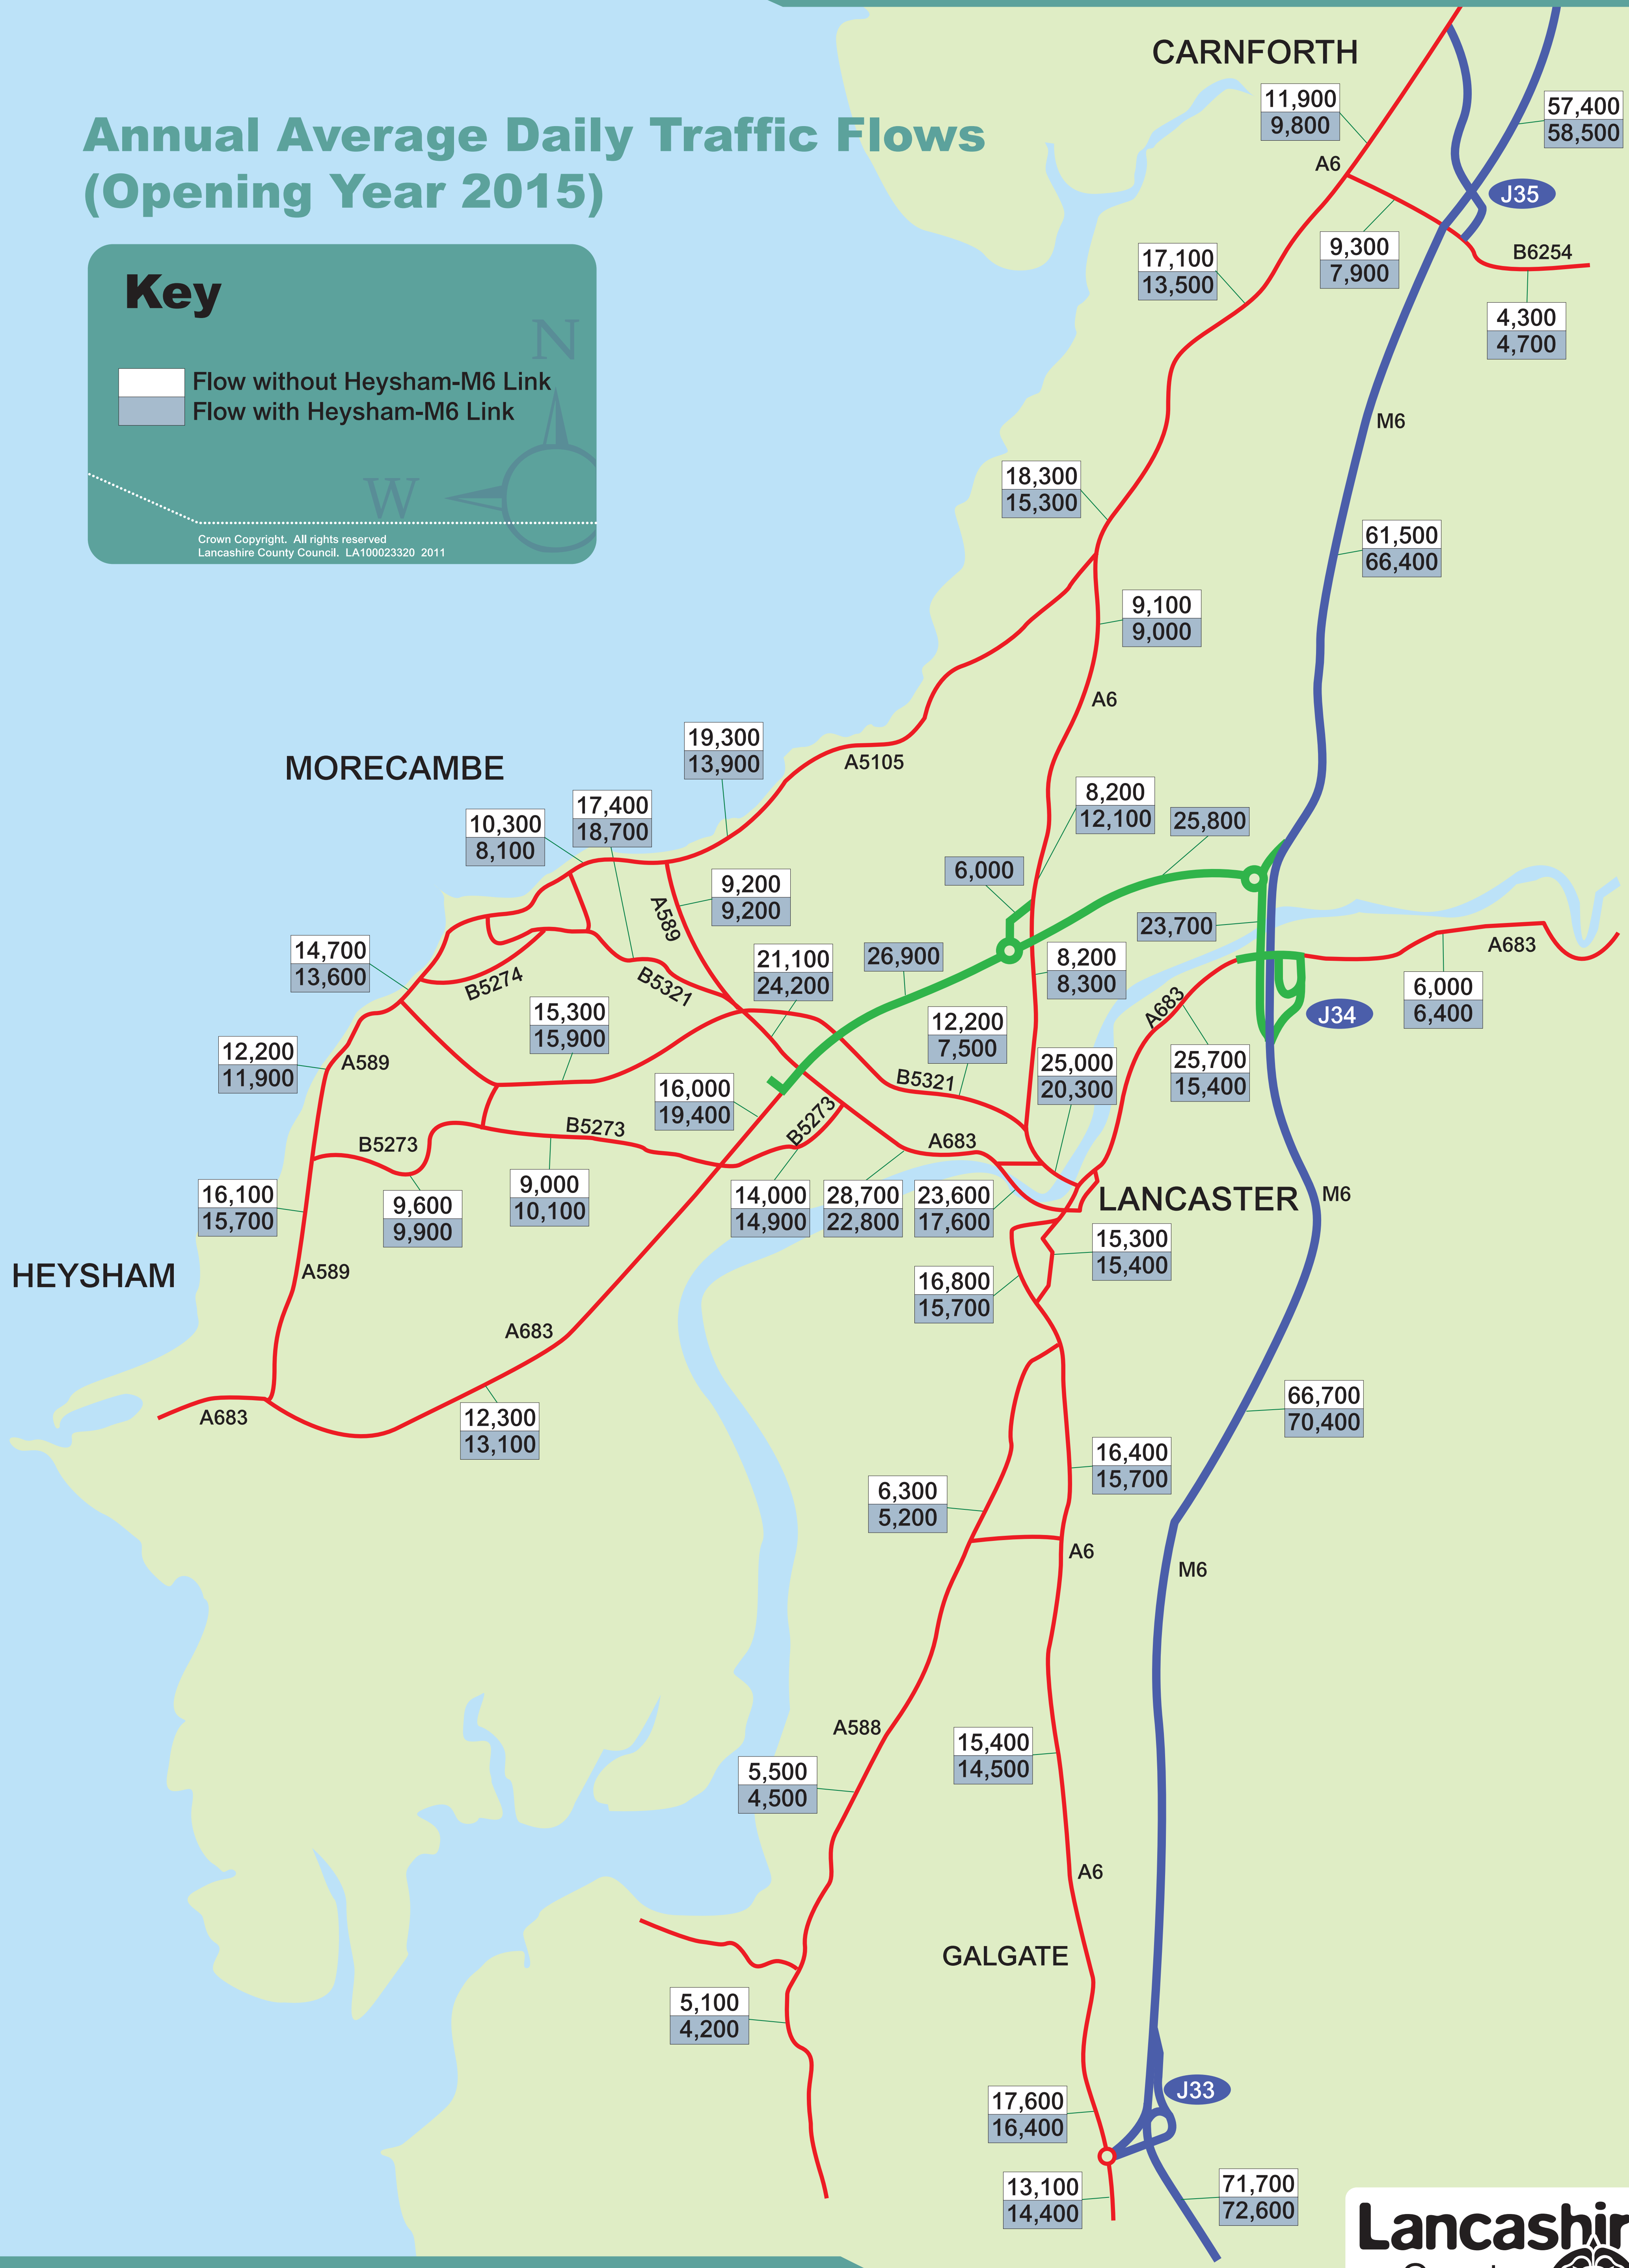 CARNFORTH
11,900
9,800
57,400
58,500
Annual Average Daily Traffic Flows
(Opening Year 2015)
A6
J35
Key
9,300
7,900
B6254
17,100
13,500
4,300
4,700
N
Flow without Heysham-M6 Link
Flow with Heysham-M6 Link
M6
W
18,300
15,300
Crown Copyright. All rights reserved
Lancashire County Council. LA100023320 2011
61,500
66,400
9,100
9,000
A6
19,300
13,900
MORECAMBE
A5105
17,400
18,700
10,300
8,100
8,200
12,100
25,800
6,000
9,200
9,200
A589
23,700
14,700
13,600
21,100
24,200
26,900
8,200
8,300
A683
B5274
B5321
6,000
6,400
15,300
15,900
A683
J34
12,200
7,500
12,200
11,900
A589
25,000
20,300
25,700
15,400
16,000
19,400
B5321
B5273
B5273
B5273
A683
9,000
10,100
16,100
15,700
9,600
9,900
14,000
14,900
28,700
22,800
23,600
17,600
LANCASTER
M6
15,300
15,400
HEYSHAM
A589
16,800
15,700
A683
66,700
70,400
A683
12,300
13,100
16,400
15,700
6,300
5,200
A6
M6
A588
15,400
14,500
5,500
4,500
A6
GALGATE
5,100
4,200
J33
17,600
16,400
13,100
14,400
71,700
72,600